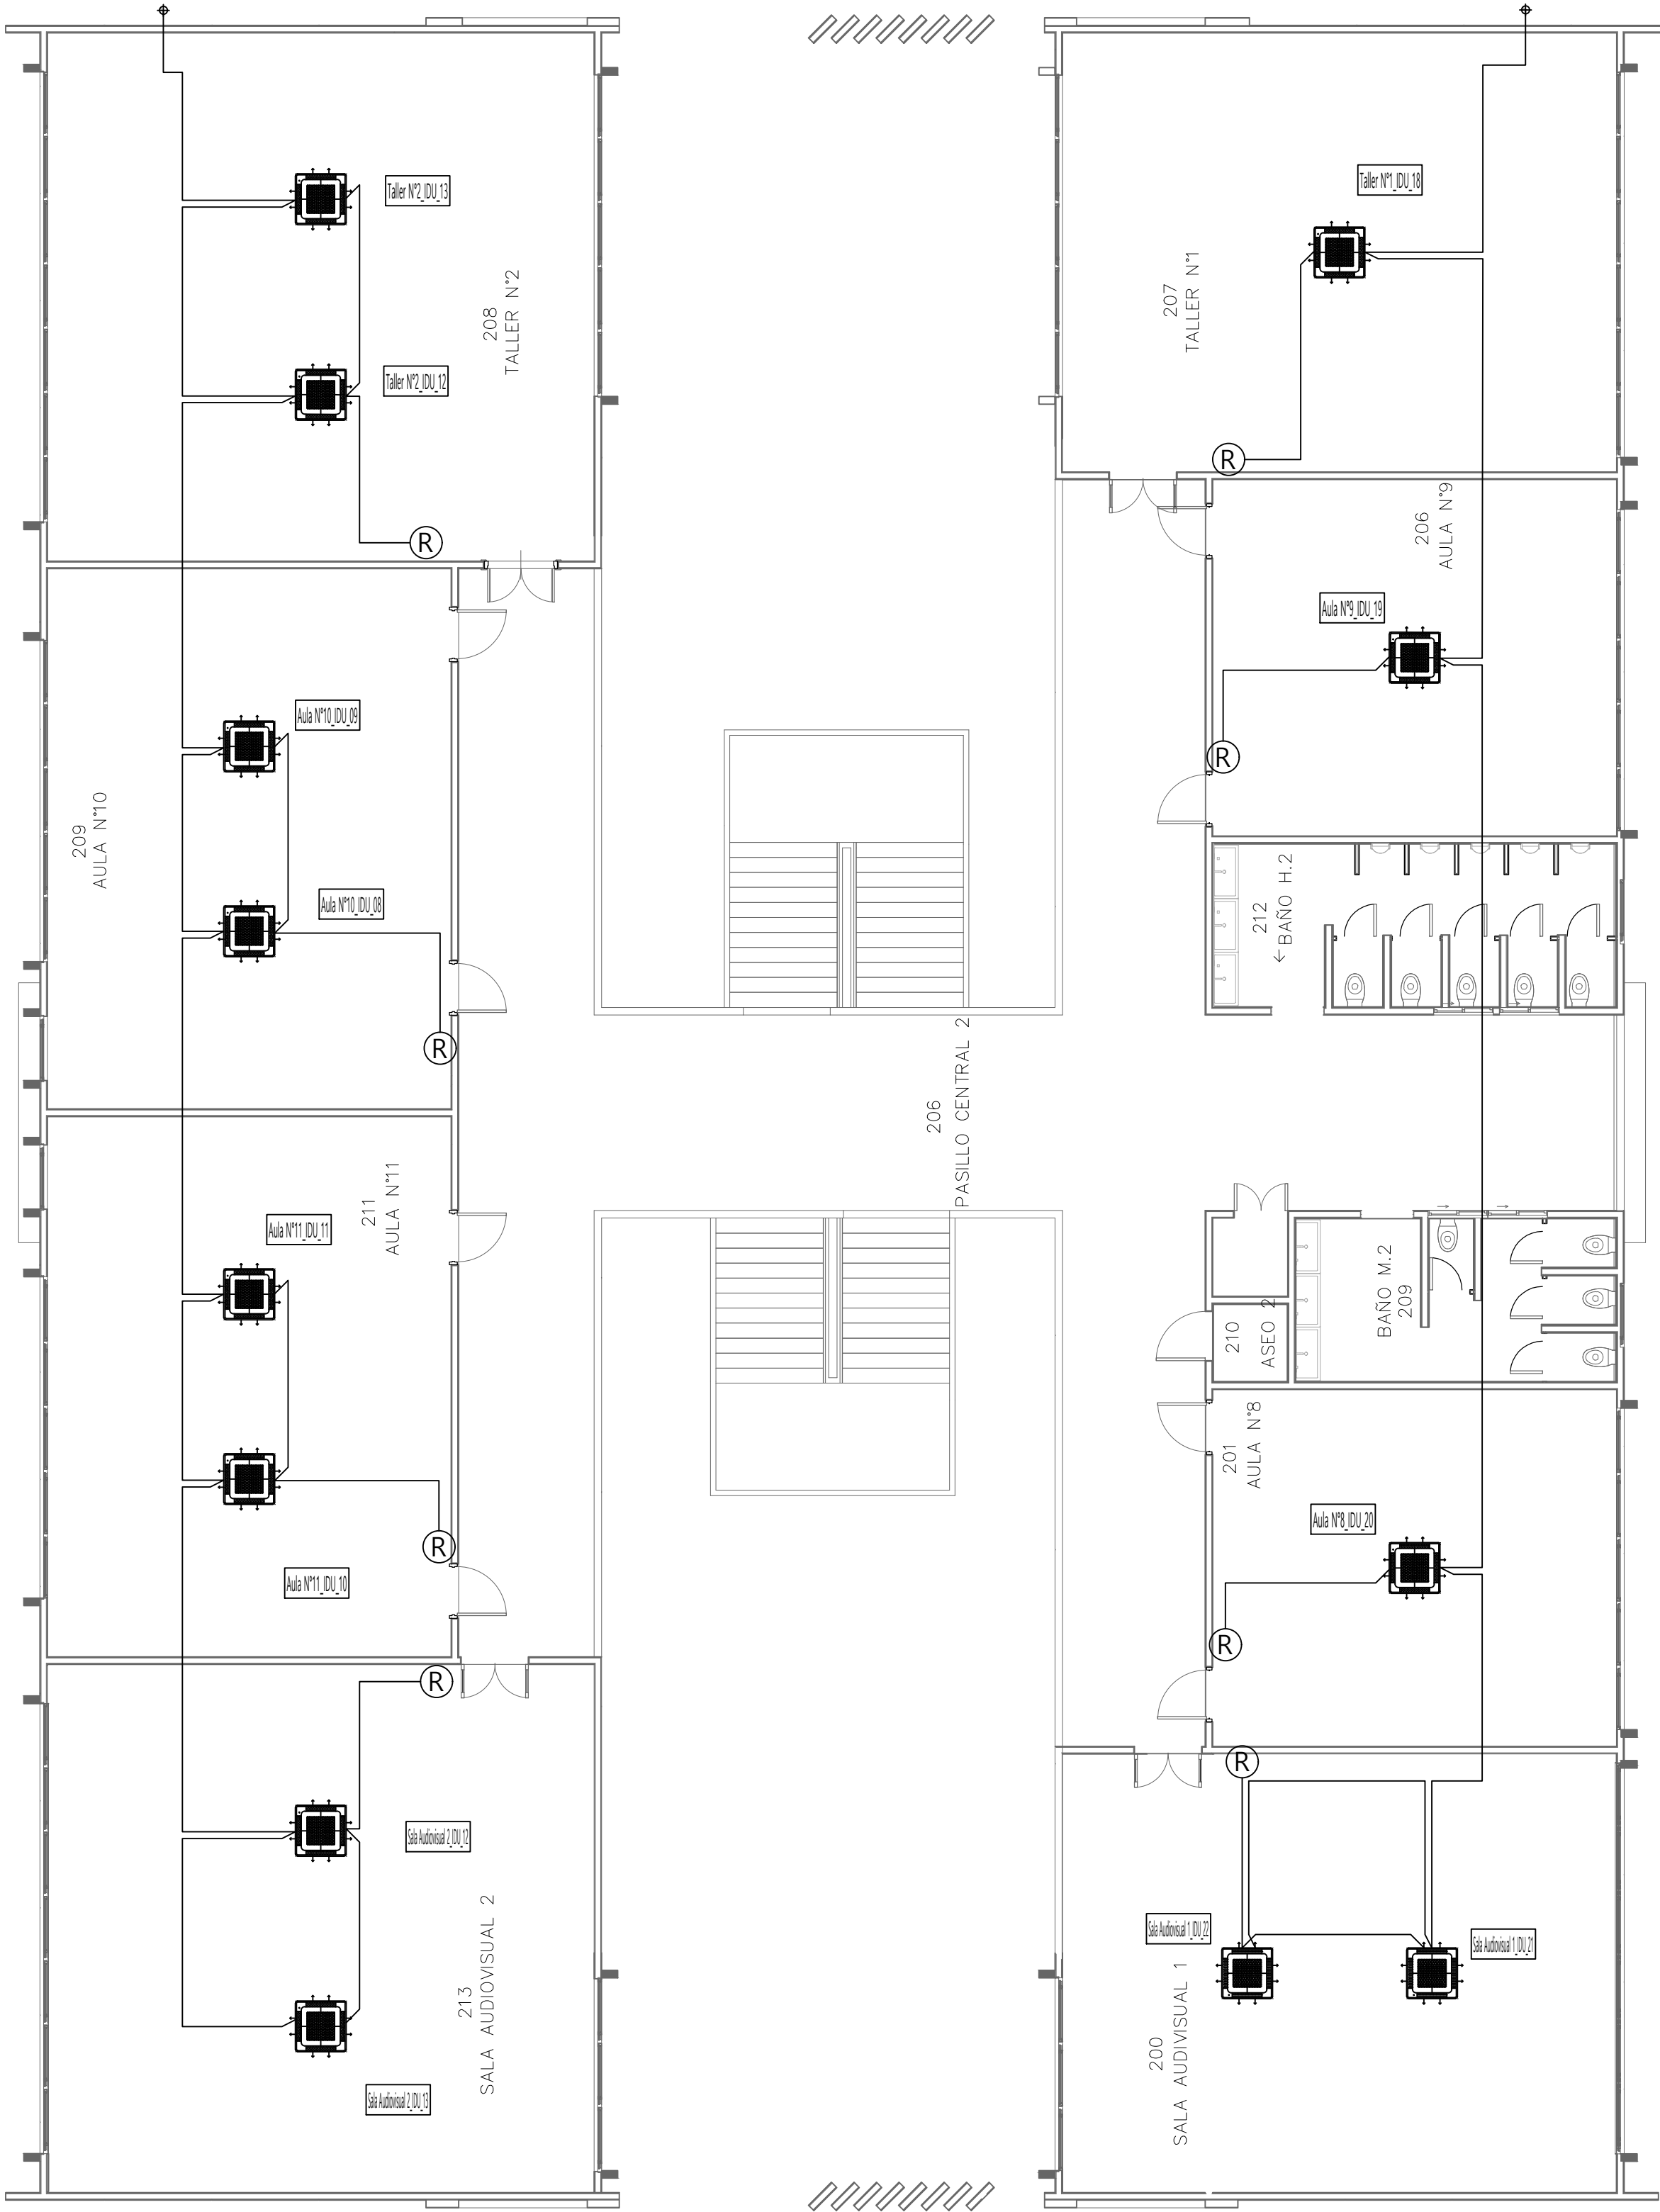 Taller N°2_IDU_13
Taller N°1_IDU_18
208
TALLER N°2
207
TALLER N°1
Taller N°2_IDU_12
R
R
206
AULA N°9
Aula N°9_IDU_19
Aula N°10_IDU_09
R
209
AULA N°10
Aula N°10_IDU_08
212
BAÑO H.2
R
206
PASILLO CENTRAL 2
211
AULA N°11
Aula N°11_IDU_11
BAÑO M.2
209
210
ASEO 2
201
AULA N°8
Aula N°8_IDU_20
R
Aula N°11_IDU_10
R
R
R
Sala Audiovisual 2_IDU_12
Sala Audiovisual 1_IDU_22
Sala Audiovisual 1_IDU_21
213
SALA AUDIOVISUAL 2
200
SALA AUDIVISUAL 1
Sala Audiovisual 2_IDU_13